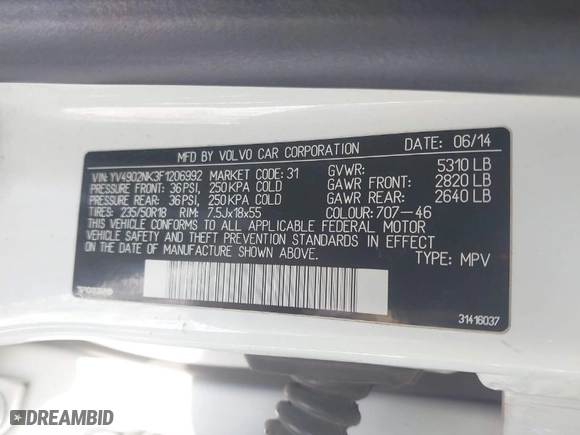 MFD BY VOLVO CAR CORPORATION DATE: 06/14
VIN: YV4902NK3F1206992 MARKET CODE: 31 GVWR: 5310 LB
PRESSURE FRONT: 36PSI, 250KPA COLD GAWR FRONT: 2820 LB
PRESSURE REAR: 36PSI, 250KPA COLD GAWR REAR: 2640 LB
TIRES: 235/50R18 RIM: 7.5Jx18x55 COLOUR: 707-46
THIS VEHICLE CONFORMS TO ALL APPLICABLE FEDERAL MOTOR
VEHICLE SAFETY AND THEFT PREVENTION STANDARDS IN EFFECT
ON THE DATE OF MANUFACTURE SHOWN ABOVE.
TYPE: MPV
VOLVO
31416037
DREAMBID